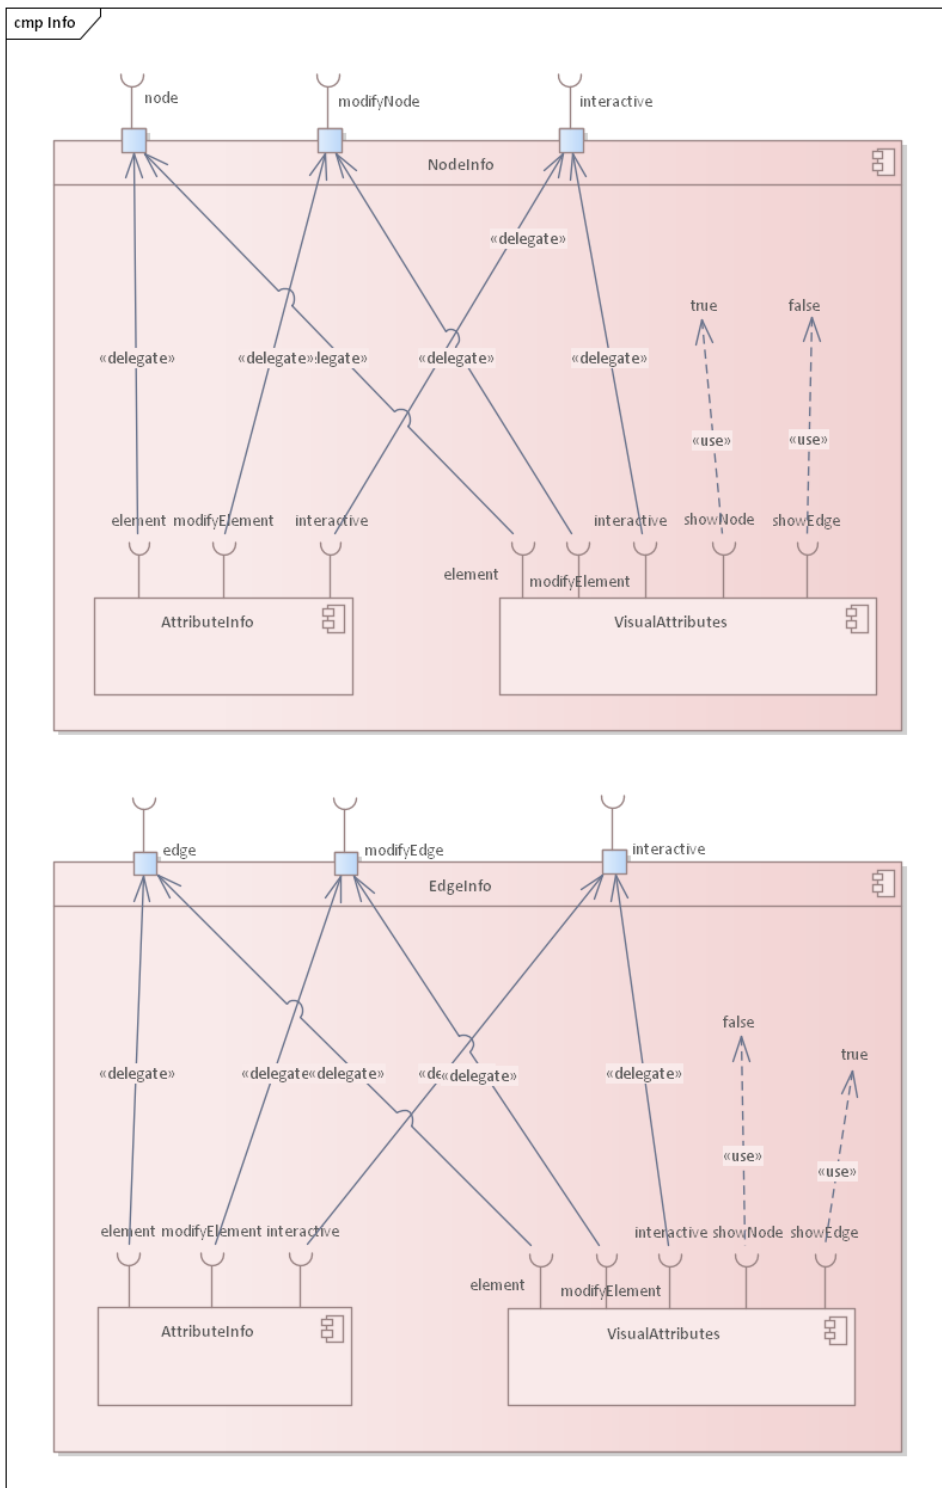 cmp Info
node
modifyNode
interactive
NodeInfo
«delegate»
true
false
«delegate»
«delegate»
legate»
«delegate»
«delegate»
«use»
«use»
element
modifyElement
interactive
interactive
showNode
showEdge
element
modifyElement
AttributeInfo
VisualAttributes
edge
modifyEdge
interactive
EdgeInfo
false
true
«delegate»
«delegate
«delegate»
«de
«delegate»
«delegate»
«use»
«use»
element
modifyElement
interactive
interactive
showNode
showEdge
element
modifyElement
AttributeInfo
VisualAttributes